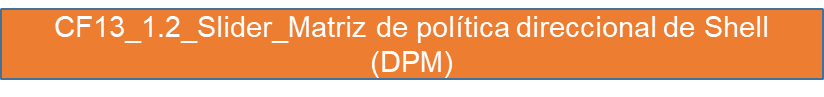 CF13_1.2_Slider_Matriz de política direccional de Shell
(DPM)